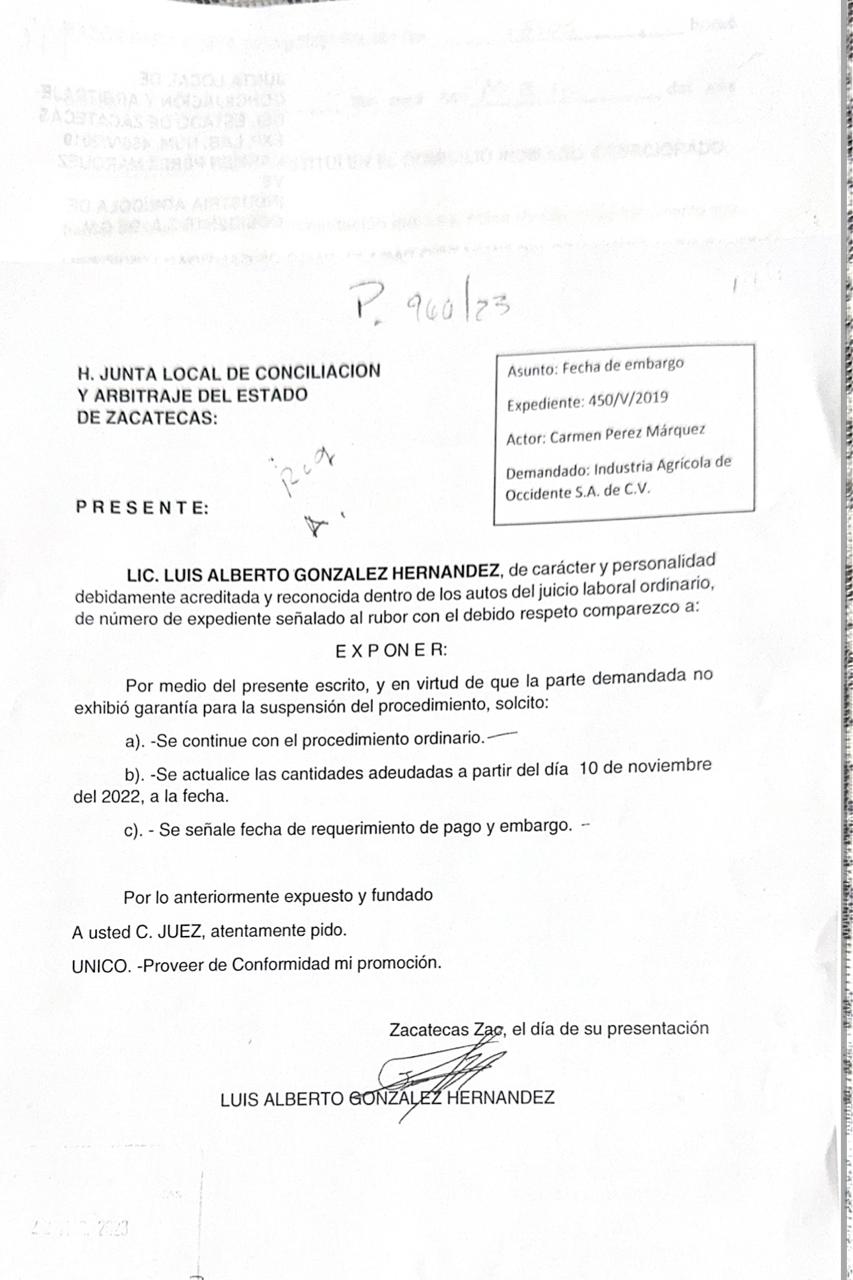 P. 960/23
H. JUNTA LOCAL DE CONCILIACION
Y ARBITRAJE DEL ESTADO
DE ZACATECAS:
P R E S E N T E:
Asunto: Fecha de embargo
Expediente: 450/V/2019
Actor: Carmen Perez Márquez
Demandado: Industria Agrícola de
Occidente S.A. de C.V.
LIC. LUIS ALBERTO GONZALEZ HERNANDEZ, de carácter y personalidad
debidamente acreditada y reconocida dentro de los autos del juicio laboral ordinario,
de número de expediente señalado al rubor con el debido respeto comparezco a:
E X P ON E R:
Por medio del presente escrito, y en virtud de que la parte demandada no
exhibió garantía para la suspensión del procedimiento, solcito:
a). -Se continue con el procedimiento ordinario.
b). -Se actualice las cantidades adeudadas a partir del día 10 de noviembre
del 2022, a la fecha.
c). - Se señale fecha de requerimiento de pago y embargo. -
Por lo anteriormente expuesto y fundado
A usted C. JUEZ, atentamente pido.
UNICO. -Proveer de Conformidad mi promoción.
Zacatecas Zac, el día de su presentación
LUIS ALBERTO GONZALEZ HERNANDEZ